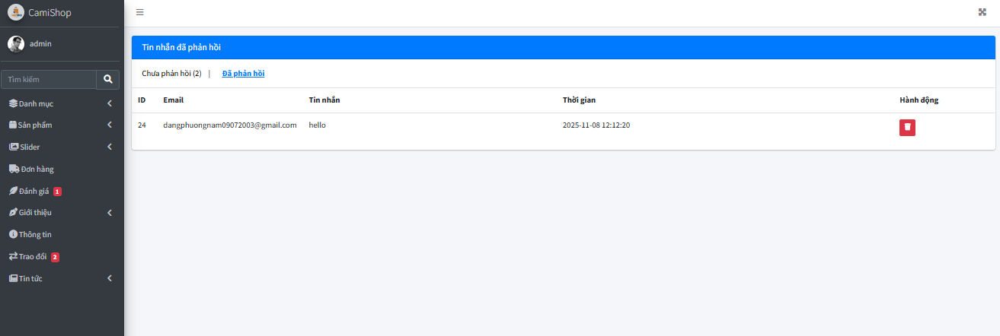 CamiShop
admin
Tìm kiếm
Danh mục
Sản phẩm
Slider
Đơn hàng
Đánh giá 1
Giới thiệu
Thông tin
Trao đổi 2
Tin tức
Tin nhắn đã phản hồi
Chưa phản hồi (2) | Đã phản hồi
ID Email Tin nhắn Thời gian Hành động
24 dangphuongnam09072003@gmail.com hello 2025-11-08 12:12:20